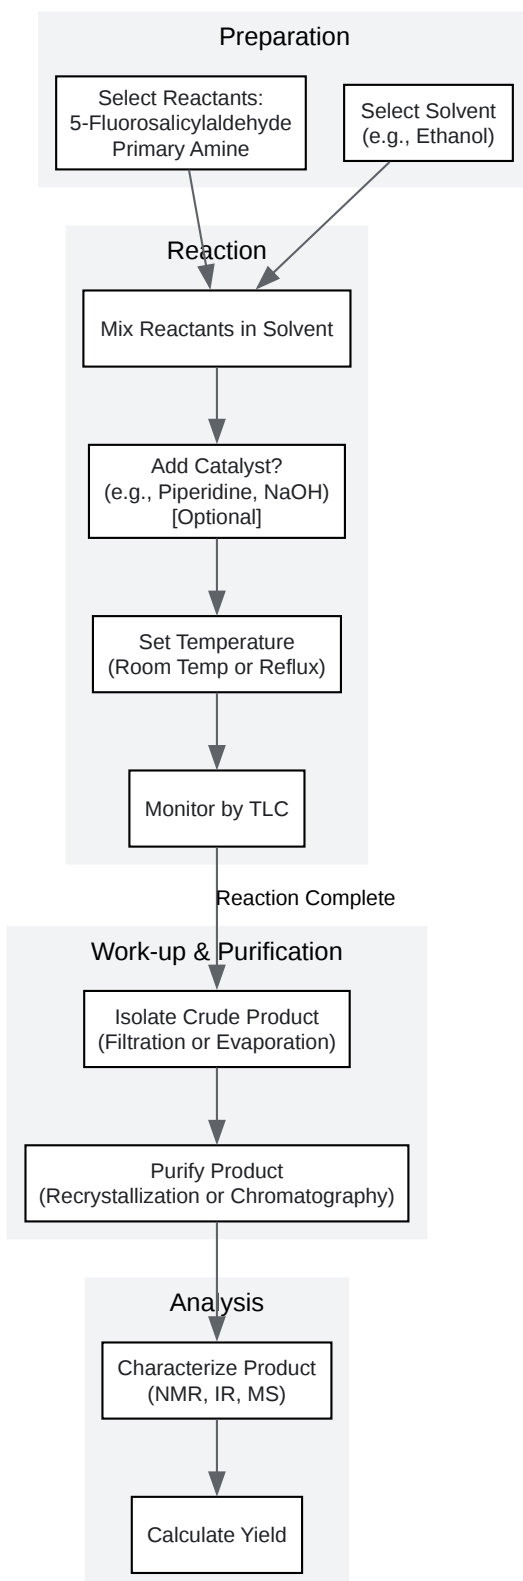 Preparation
Select Reactants:
5-Fluorosalicylaldehyde
Primary Amine
Select Solvent
(e.g., Ethanol)
Reaction
Mix Reactants in Solvent
Add Catalyst?
(e.g., Piperidine, NaOH)
[Optional]
Set Temperature
(Room Temp or Reflux)
Monitor by TLC
Reaction Complete
Work-up & Purification
Isolate Crude Product
(Filtration or Evaporation)
Purify Product
(Recrystallization or Chromatography)
Analysis
Characterize Product
(NMR, IR, MS)
Calculate Yield